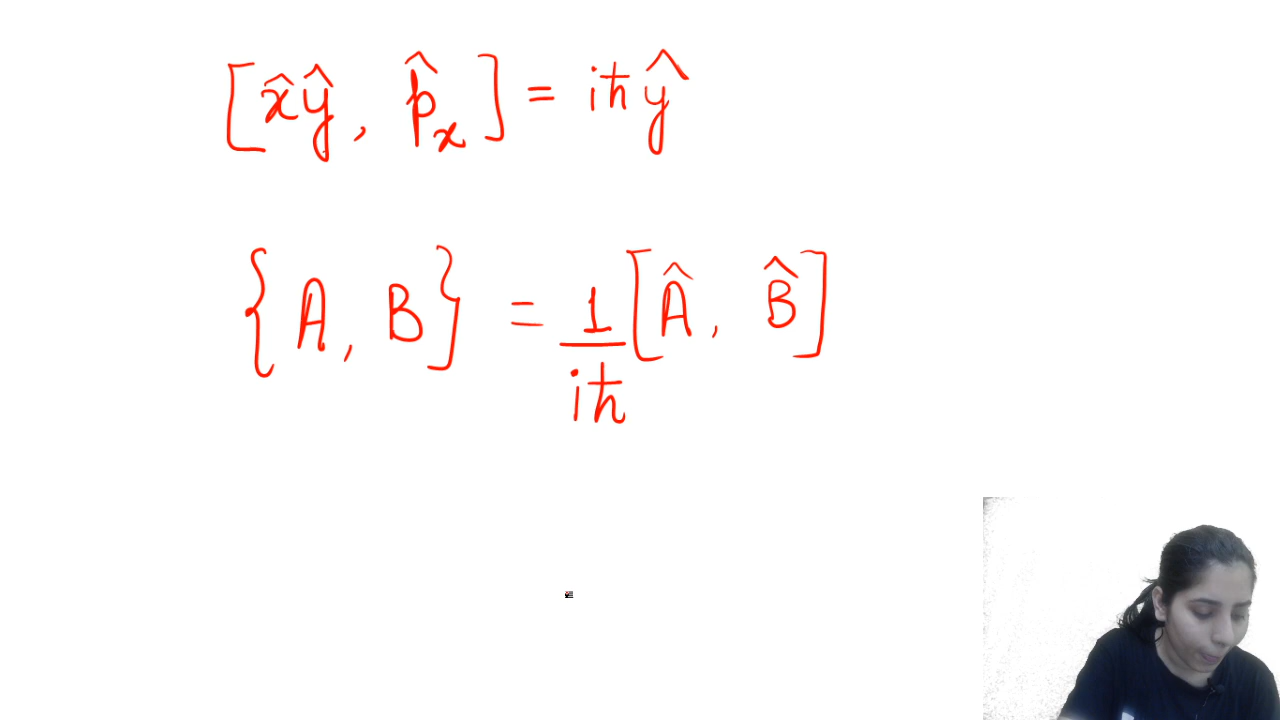 [x̂ŷ, p̂ₓ] = iħŷ
{A, B} = 1/iħ [Â, B̂]